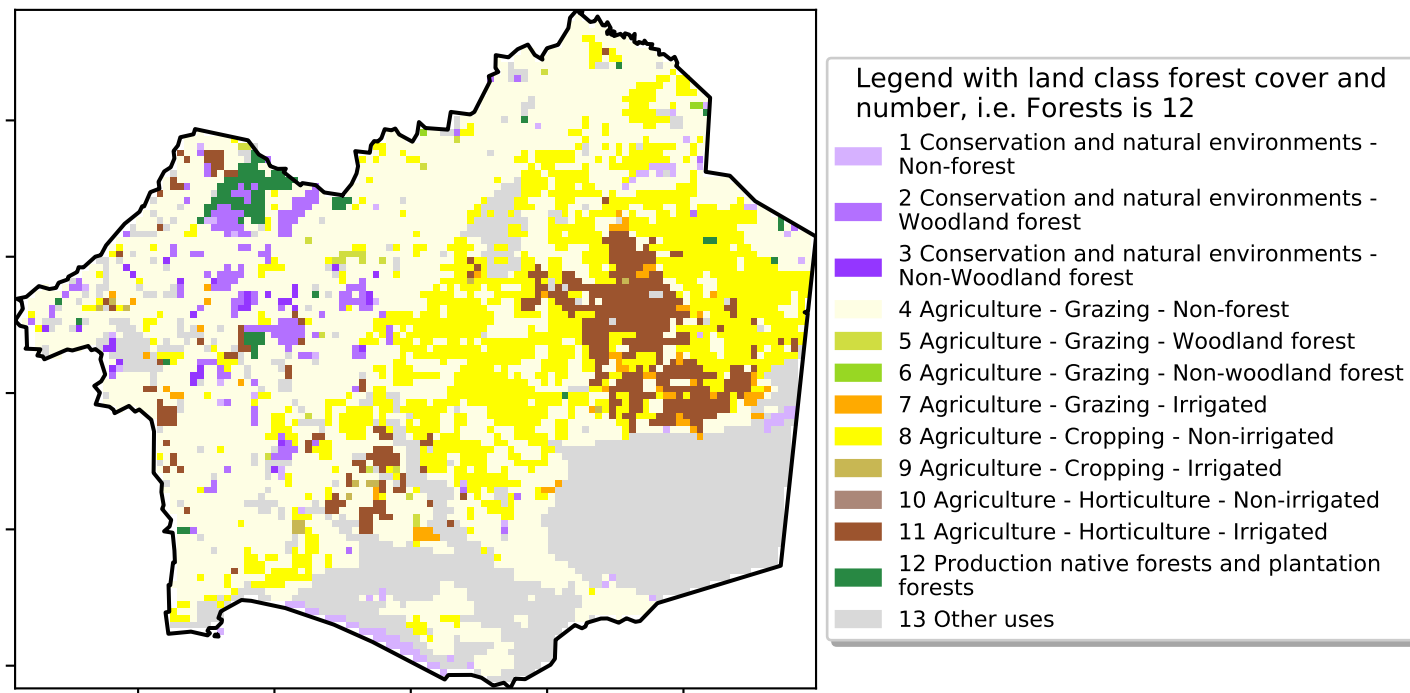 Legend with land class forest cover and
number, i.e. Forests is 12
1 Conservation and natural environments -
Non-forest
2 Conservation and natural environments -
Woodland forest
3 Conservation and natural environments -
Non-Woodland forest
4 Agriculture - Grazing - Non-forest
5 Agriculture - Grazing - Woodland forest
6 Agriculture - Grazing - Non-woodland forest
7 Agriculture - Grazing - Irrigated
8 Agriculture - Cropping - Non-irrigated
9 Agriculture - Cropping - Irrigated
10 Agriculture - Horticulture - Non-irrigated
11 Agriculture - Horticulture - Irrigated
12 Production native forests and plantation
forests
13 Other uses